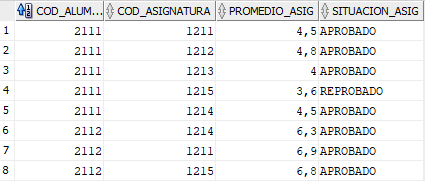 COD_ALUM... COD_ASIGNATURA PROMEDIO_ASIG SITUACION_ASIG
1 2111 1211 4,5 APROBADO
2 2111 1212 4,8 APROBADO
3 2111 1213 4 APROBADO
4 2111 1215 3,6 REPROBADO
5 2111 1214 4,5 APROBADO
6 2112 1214 6,3 APROBADO
7 2112 1211 6,9 APROBADO
8 2112 1215 6,8 APROBADO